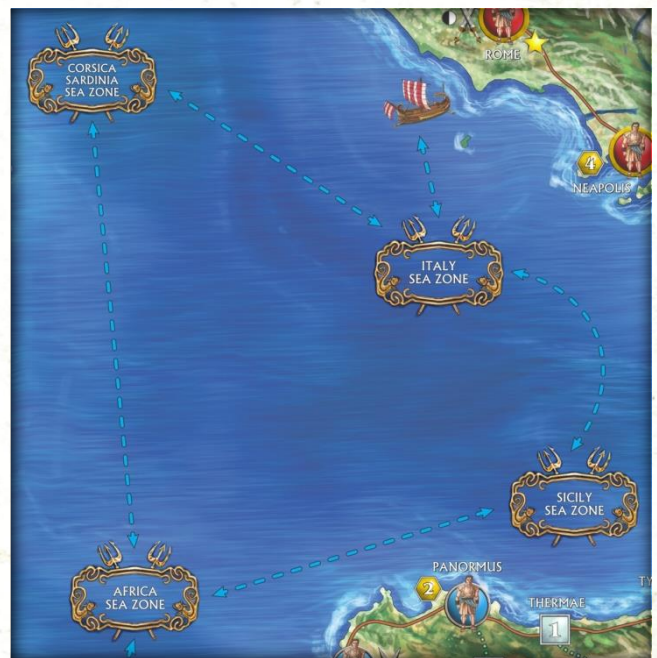 CORSICA
SARDINIA
SEA ZONE
ROME
4
NEAPOLIS
ITALY
SEA ZONE
SICILY
SEA ZONE
PANORMUS
2
THERMAE
1
AFRICA
SEA ZONE